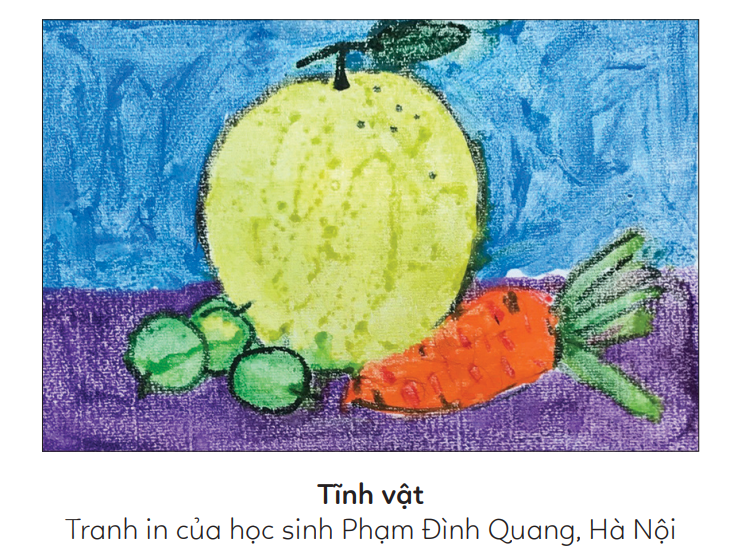 Tĩnh vật
Tranh in của học sinh Phạm Đình Quang, Hà Nội